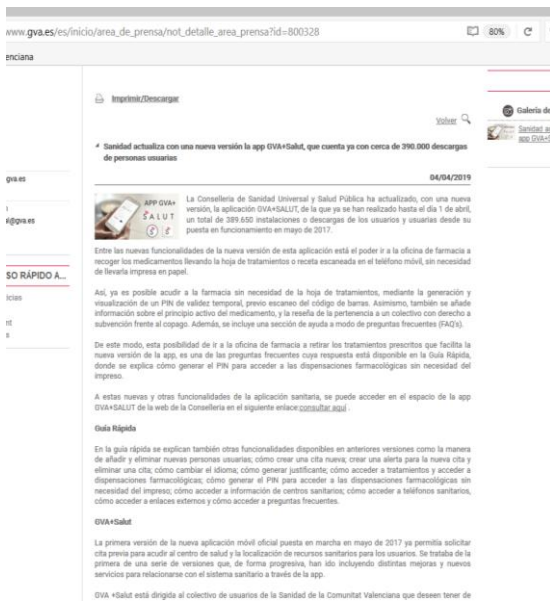 www.gva.es/es/inicio/area_de_prensa/not_detalle_area_prensa?id=800328
80%
enciana
Imprimir/Descargar
Volver
Galería de
Sanidad ac
app GVA+S
Sanidad actualiza con una nueva versión la app GVA+Salut, que cuenta ya con cerca de 390.000 descargas
de personas usuarias
04/04/2019
gva.es
al@gva.es
SO RÁPIDO A...
icias
nt
s
APP GVA+
SALUT
La Conselleria de Sanidad Universal y Salud Pública ha actualizado, con una nueva
versión, la aplicación GVA+SALUT, de la que ya se han realizado hasta el día 1 de abril,
un total de 389.650 instalaciones o descargas de los usuarios y usuarias desde su
puesta en funcionamiento en mayo de 2017.
Entre las nuevas funcionalidades de la nueva versión de esta aplicación está el poder ir a la oficina de farmacia a
recoger los medicamentos llevando la hoja de tratamientos o receta escaneada en el teléfono móvil, sin necesidad
de llevarla impresa en papel.
Así, ya es posible acudir a la farmacia sin necesidad de la hoja de tratamientos, mediante la generación y
visualización de un PIN de validez temporal, previo escaneo del código de barras. Asimismo, también se añade
información sobre el principio activo del medicamento, y la reseña de la pertenencia a un colectivo con derecho a
subvención frente al copago. Además, se incluye una sección de ayuda a modo de preguntas frecuentes (FAQ's).
De este modo, esta posibilidad de ir a la oficina de farmacia a retirar los tratamientos prescritos que facilita la
nueva versión de la app, es una de las preguntas frecuentes cuya respuesta está disponible en la Guía Rápida,
donde se explica cómo generar el PIN para acceder a las dispensaciones farmacológicas sin necesidad del
impreso.
A estas nuevas y otras funcionalidades de la aplicación sanitaria, se puede acceder en el espacio de la app
GVA+SALUT de la web de la Conselleria en el siguiente enlace:consultar aquí .
Guía Rápida
En la guía rápida se explican también otras funcionalidades disponibles en anteriores versiones como la manera
de añadir y eliminar nuevas personas usuarias; cómo crear una cita nueva; crear una alerta para la nueva cita y
eliminar una cita; cómo cambiar el idioma; cómo generar justificante; cómo acceder a tratamientos y acceder a
dispensaciones farmacológicas; cómo generar el PIN para acceder a las dispensaciones farmacológicas sin
necesidad del impreso; cómo acceder a información de centros sanitarios; cómo acceder a teléfonos sanitarios,
cómo acceder a enlaces externos y cómo acceder a preguntas frecuentes.
GVA+Salut
La primera versión de la nueva aplicación móvil oficial puesta en marcha en mayo de 2017 ya permitía solicitar
cita previa para acudir al centro de salud y la localización de recursos sanitarios para los usuarios. Se trataba de la
primera de una serie de versiones que, de forma progresiva, han ido incluyendo distintas mejoras y nuevos
servicios para relacionarse con el sistema sanitario a través de la app.
GVA +Salut está dirigida al colectivo de usuarios de la Sanidad de la Comunitat Valenciana que deseen tener de